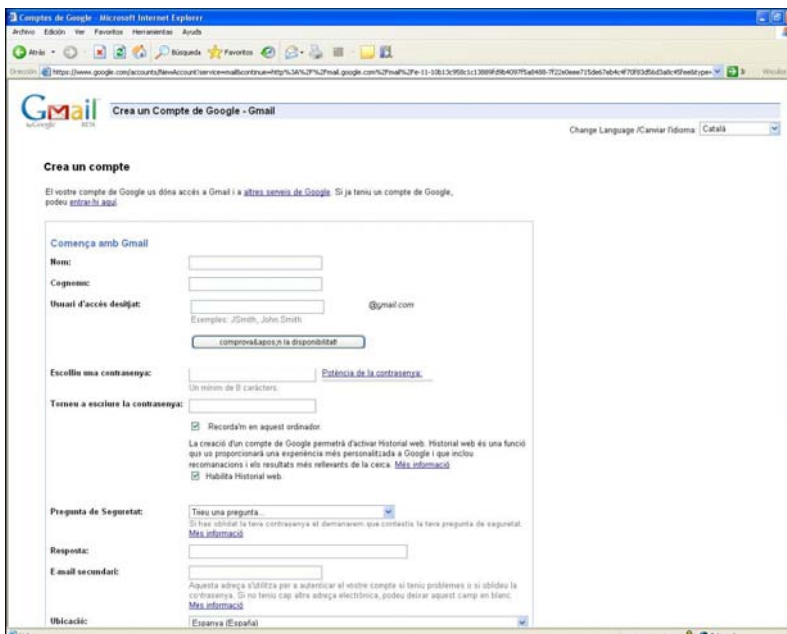 Comptes de Google - Microsoft Internet Explorer
Archivo Edición Ver Favoritos Herramientas Ayuda
Atrás Búsqueda Favoritos
Dirección
Gmail
by Google BETA
Crea un Compte de Google - Gmail
Change Language /Canviar l'idioma: Català
Crea un compte
El vostre compte de Google us dóna accés a Gmail i a altres serveis de Google. Si ja teniu un compte de Google,
podeu entrar-hi aquí.
Comença amb Gmail
Nom:
Cognoms:
Usuari d'accés desitjat: @gmail.com
Exemples: JSmith, John.Smith
comprova&apos;n la disponibilitat!
Escolliu una contrasenya: Potència de la contrasenya:
Un mínim de 8 caràcters.
Torneu a escriure la contrasenya:
Recorda'm en aquest ordinador.
La creació d'un compte de Google permetrà d'activar Historial web. Historial web és una funció
que us proporcionarà una experiència més personalitzada a Google i que inclou
recomanacions i els resultats més rellevants de la cerca. Més informació
Habilita Historial web.
Pregunta de Seguretat: Trieu una pregunta...
Si has oblidat la teva contrasenya et demanarem que contestis la teva pregunta de seguretat.
Mes informació
Resposta:
E-mail secundari:
Aquesta adreça s'utilitza per a autenticar el vostre compte si teniu problemes o si oblideu la
contrasenya. Si no teniu cap altre adreça electrònica, podeu deixar aquest camp en blanc.
Mes informació
Ubicació: Espanya (España)